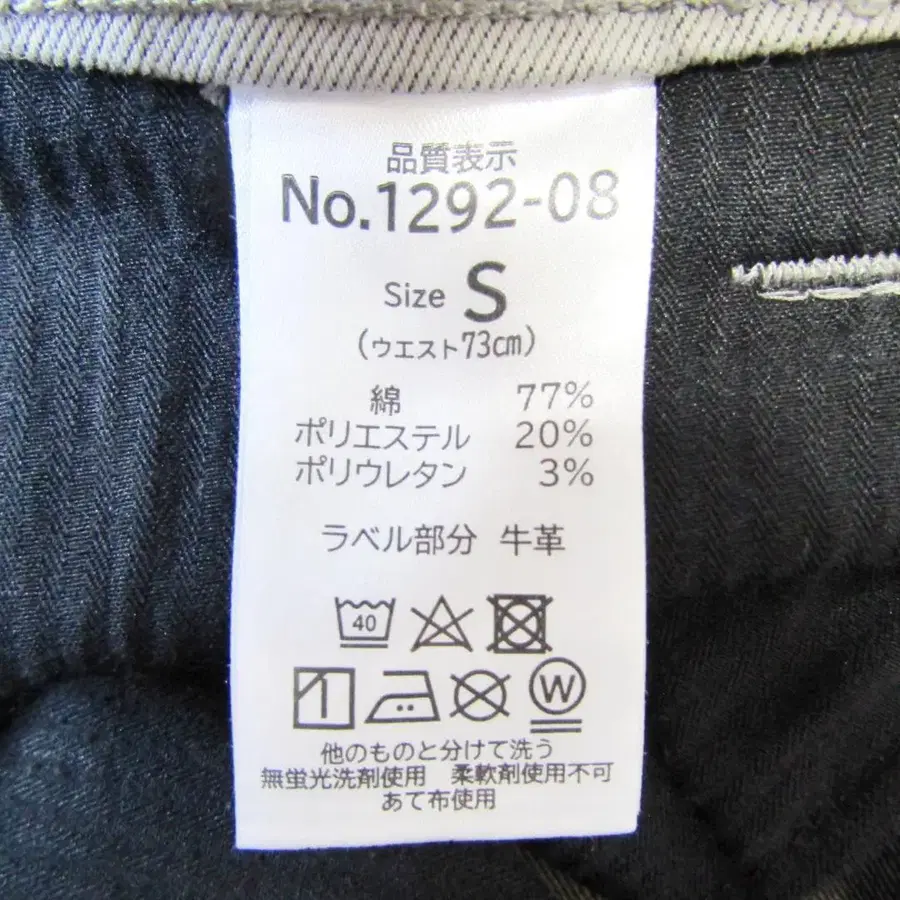 品質表示
No.1292-08
Size S
(ウエスト73cm)
綿 77%
ポリエステル 20%
ポリウレタン 3%
ラベル部分 牛革
40
W
他のものと分けて洗う
無蛍光洗剤使用 柔軟剤使用不可
あて布使用